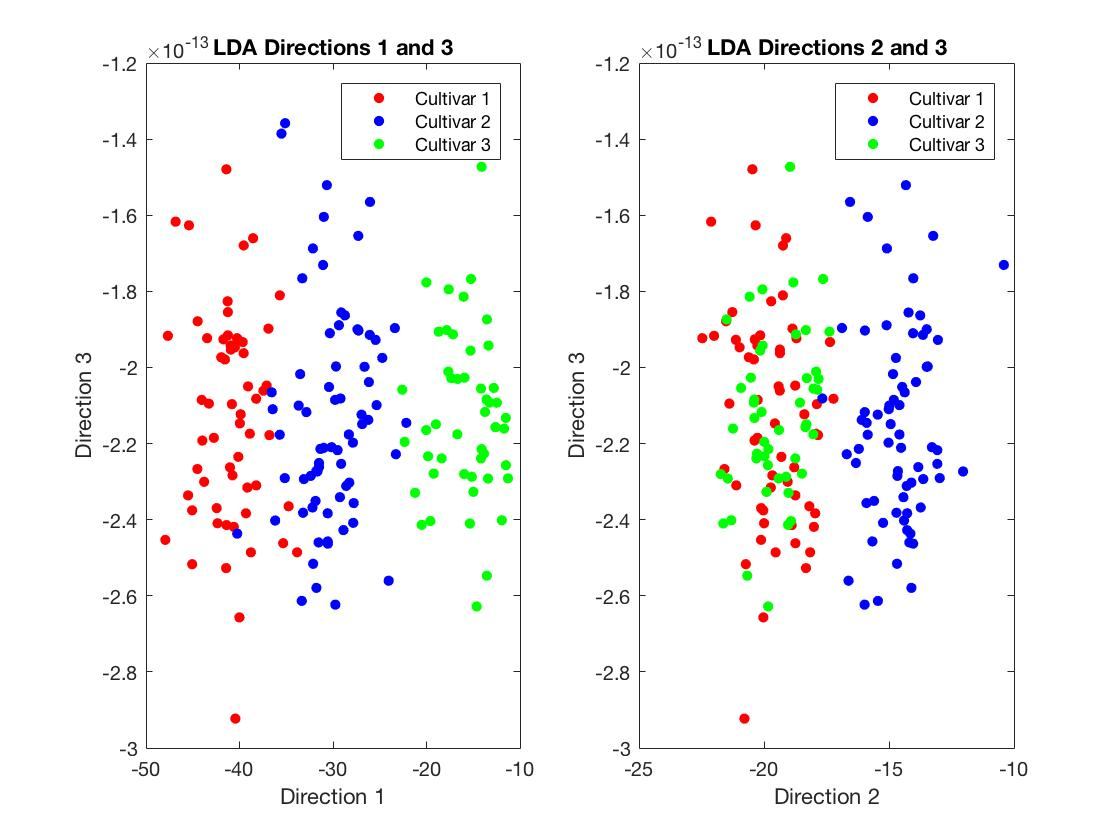 ×10-13 LDA Directions 1 and 3
-1.2
-1.4
-1.6
-1.8
-2
-2.2
-2.4
-2.6
-2.8
-3
Direction 3
Cultivar 1
Cultivar 2
Cultivar 3
-50 -40 -30 -20 -10
Direction 1
×10-13 LDA Directions 2 and 3
-1.2
-1.4
-1.6
-1.8
-2
-2.2
-2.4
-2.6
-2.8
-3
Direction 3
Cultivar 1
Cultivar 2
Cultivar 3
-25 -20 -15 -10
Direction 2